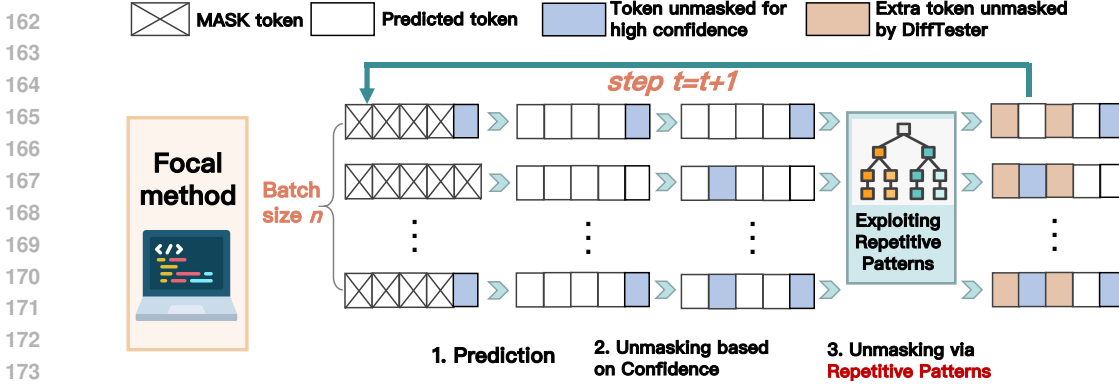 162
163
164
165
166
167
168
169
170
171
172
173
MASK token
Predicted token
Token unmasked for
high confidence
Extra token unmasked
by DiffTester
step t=t+1
Focal
method
</>
Batch
size n
Exploiting
Repetitive
Patterns
1. Prediction
2. Unmasking based
on Confidence
3. Unmasking via
Repetitive Patterns